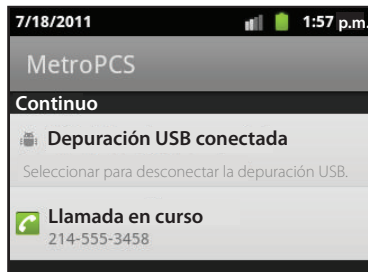 7/18/2011 1:57 p.m.
MetroPCS
Continuo
Depuración USB conectada
Seleccionar para desconectar la depuración USB.
Llamada en curso
214-555-3458